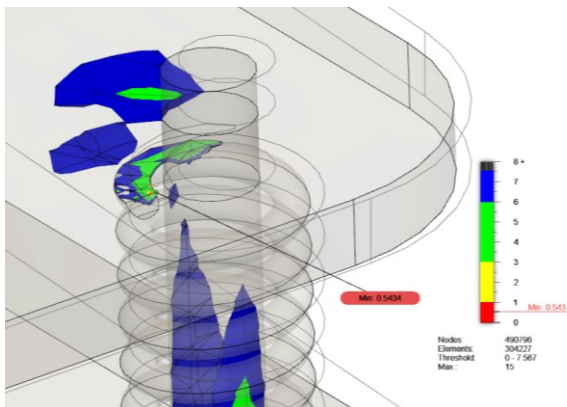 8+
7
6
5
4
3
2
1
0
Min: 0.543
Min: 0.5434
Nodes: 490796
Elements: 304227
Threshold: 0 - 7.567
Max.: 15